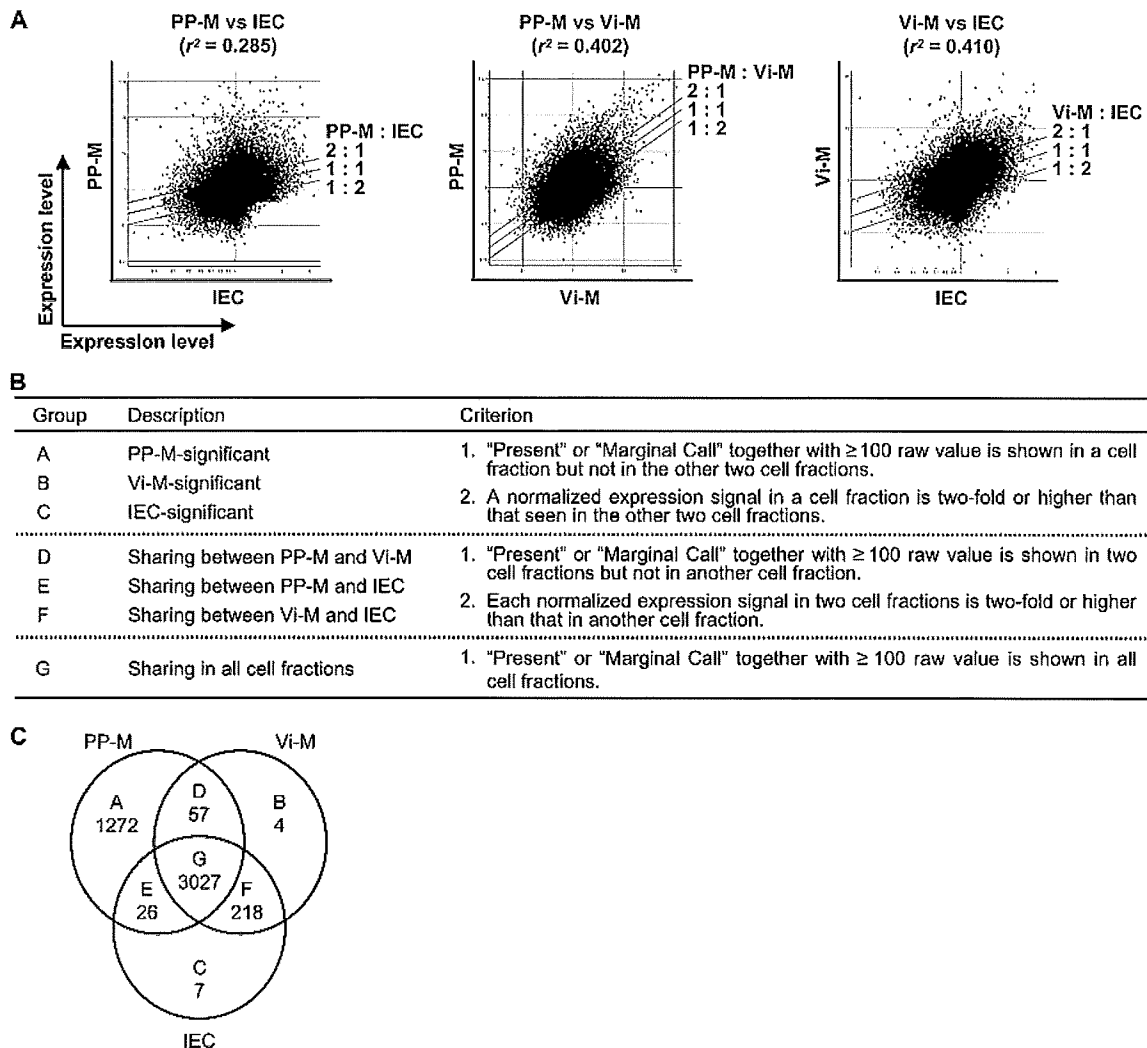 A
PP-M vs IEC
(r² = 0.285)
PP-M : IEC
2 : 1
1 : 1
1 : 2
PP-M
IEC
Expression level
Expression level
PP-M vs Vi-M
(r² = 0.402)
PP-M : Vi-M
2 : 1
1 : 1
1 : 2
PP-M
Vi-M
Vi-M vs IEC
(r² = 0.410)
Vi-M : IEC
2 : 1
1 : 1
1 : 2
Vi-M
IEC
B
Group Description Criterion
A PP-M-significant 1. "Present" or "Marginal Call" together with ≥ 100 raw value is shown in a cell
fraction but not in the other two cell fractions.
B Vi-M-significant
C IEC-significant 2. A normalized expression signal in a cell fraction is two-fold or higher than
that seen in the other two cell fractions.
D Sharing between PP-M and Vi-M 1. "Present" or "Marginal Call" together with ≥ 100 raw value is shown in two
cell fractions but not in another cell fraction.
E Sharing between PP-M and IEC
F Sharing between Vi-M and IEC 2. Each normalized expression signal in two cell fractions is two-fold or higher
than that in another cell fraction.
G Sharing in all cell fractions 1. "Present" or "Marginal Call" together with ≥ 100 raw value is shown in all
cell fractions.
C
PP-M
Vi-M
A
1272
D
57
B
4
G
3027
E
26
F
218
C
7
IEC